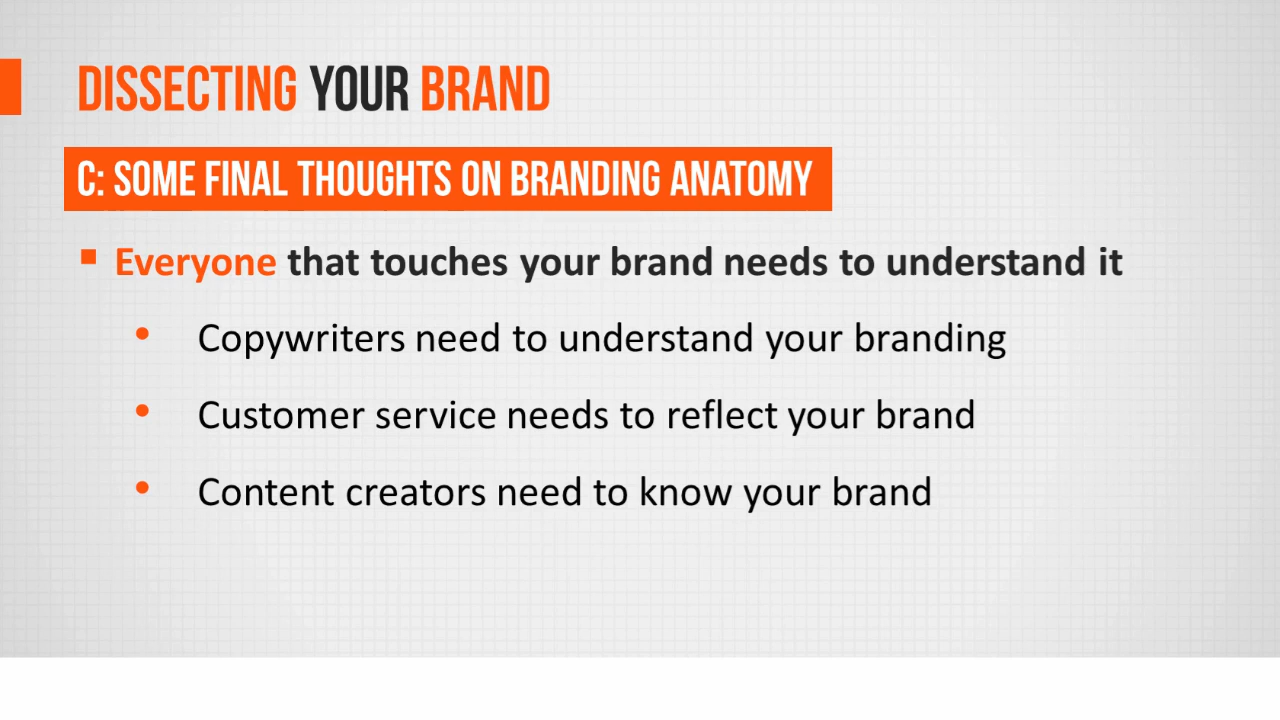 DISSECTING YOUR BRAND
C: SOME FINAL THOUGHTS ON BRANDING ANATOMY
Everyone that touches your brand needs to understand it
Copywriters need to understand your branding
Customer service needs to reflect your brand
Content creators need to know your brand